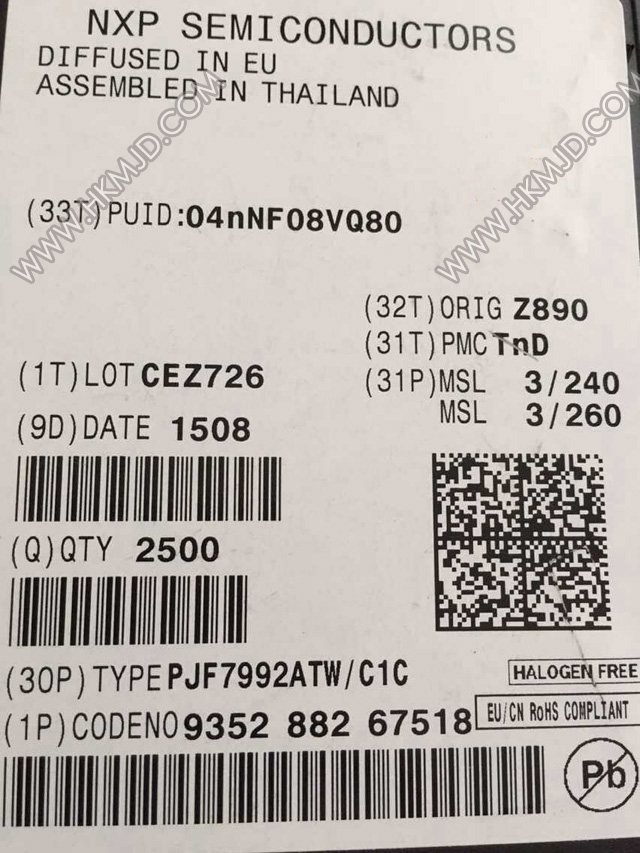 NXP SEMICONDUCTORS
DIFFUSED IN EU
ASSEMBLED IN THAILAND
WWW.HKMJD.COM
WWW.HKMJD.COM
(33T)PUID:04nNF08VQ80
(32T)ORIG Z890
(31T)PMC TnD
(1T)LOT CEZ726
(31P)MSL 3/240
MSL 3/260
(9D)DATE 1508
(Q)QTY 2500
(30P)TYPE PJF7992ATW/C1C
HALOGEN FREE
(1P)CODENO 9352 882 67518
EU/CN RoHS COMPLIANT
Pb